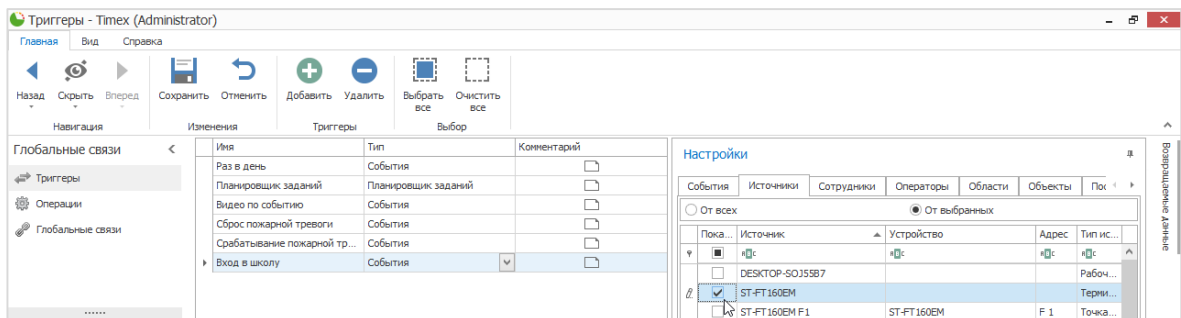 Триггеры - Timex (Administrator)
Главная Вид Справка
Назад Скрыть Вперед Сохранить Отменить Добавить Удалить Выбрать все Очистить все
Навигация Изменения Триггеры Выбор
Глобальные связи
Триггеры
Операции
Глобальные связи
Имя Тип Комментарий
Раз в день События
Планировщик заданий Планировщик заданий
Видео по событию События
Сброс пожарной тревоги События
Срабатывание пожарной тр... События
Вход в школу События
Настройки
События Источники Сотрудники Операторы Области Объекты Пос
От всех От выбранных
Пока... Источник Устройство Адрес Тип ис...
DESKTOP-SOJ55B7 Рабоч...
ST-FT160EM Терми...
ST-FT160EM F1 ST-FT160EM F 1 Точка...
Возвращаемые данные